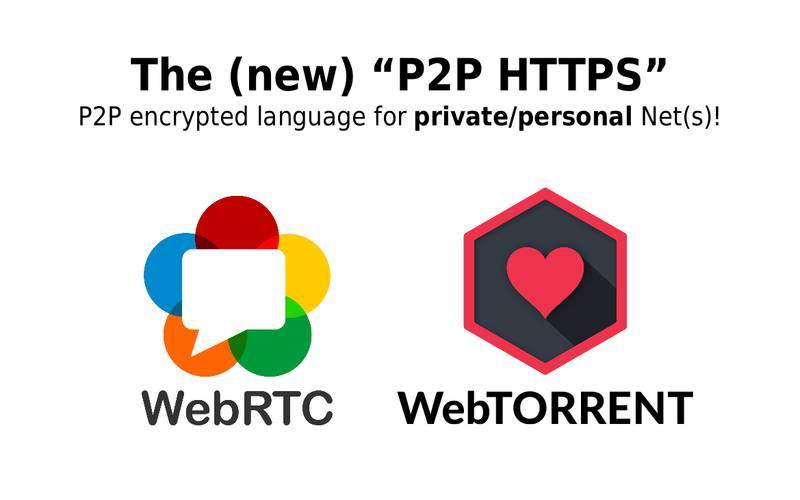 The (new) “P2P HTTPS”
P2P encrypted language for private/personal Net(s)!
WebRTC
WebTORRENT